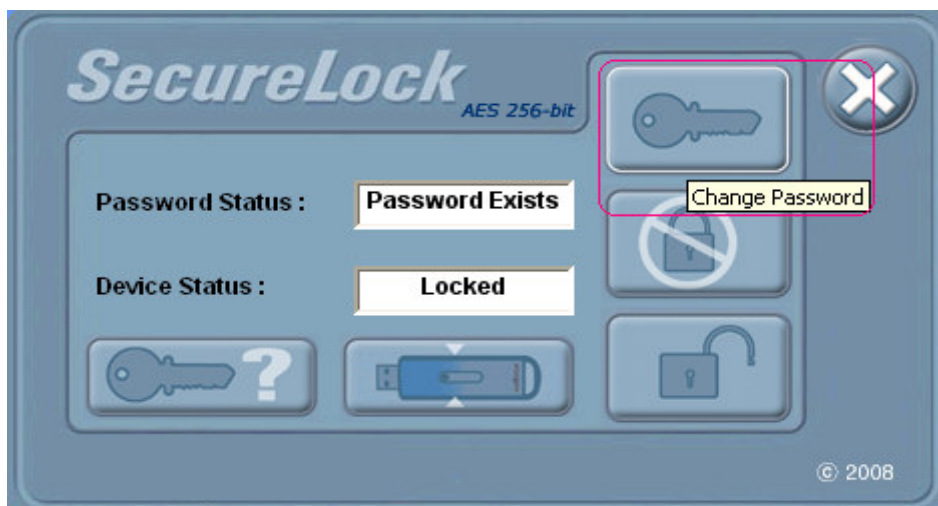 SecureLock
AES 256-bit
Password Status : Password Exists
Change Password
Device Status : Locked
?
© 2008